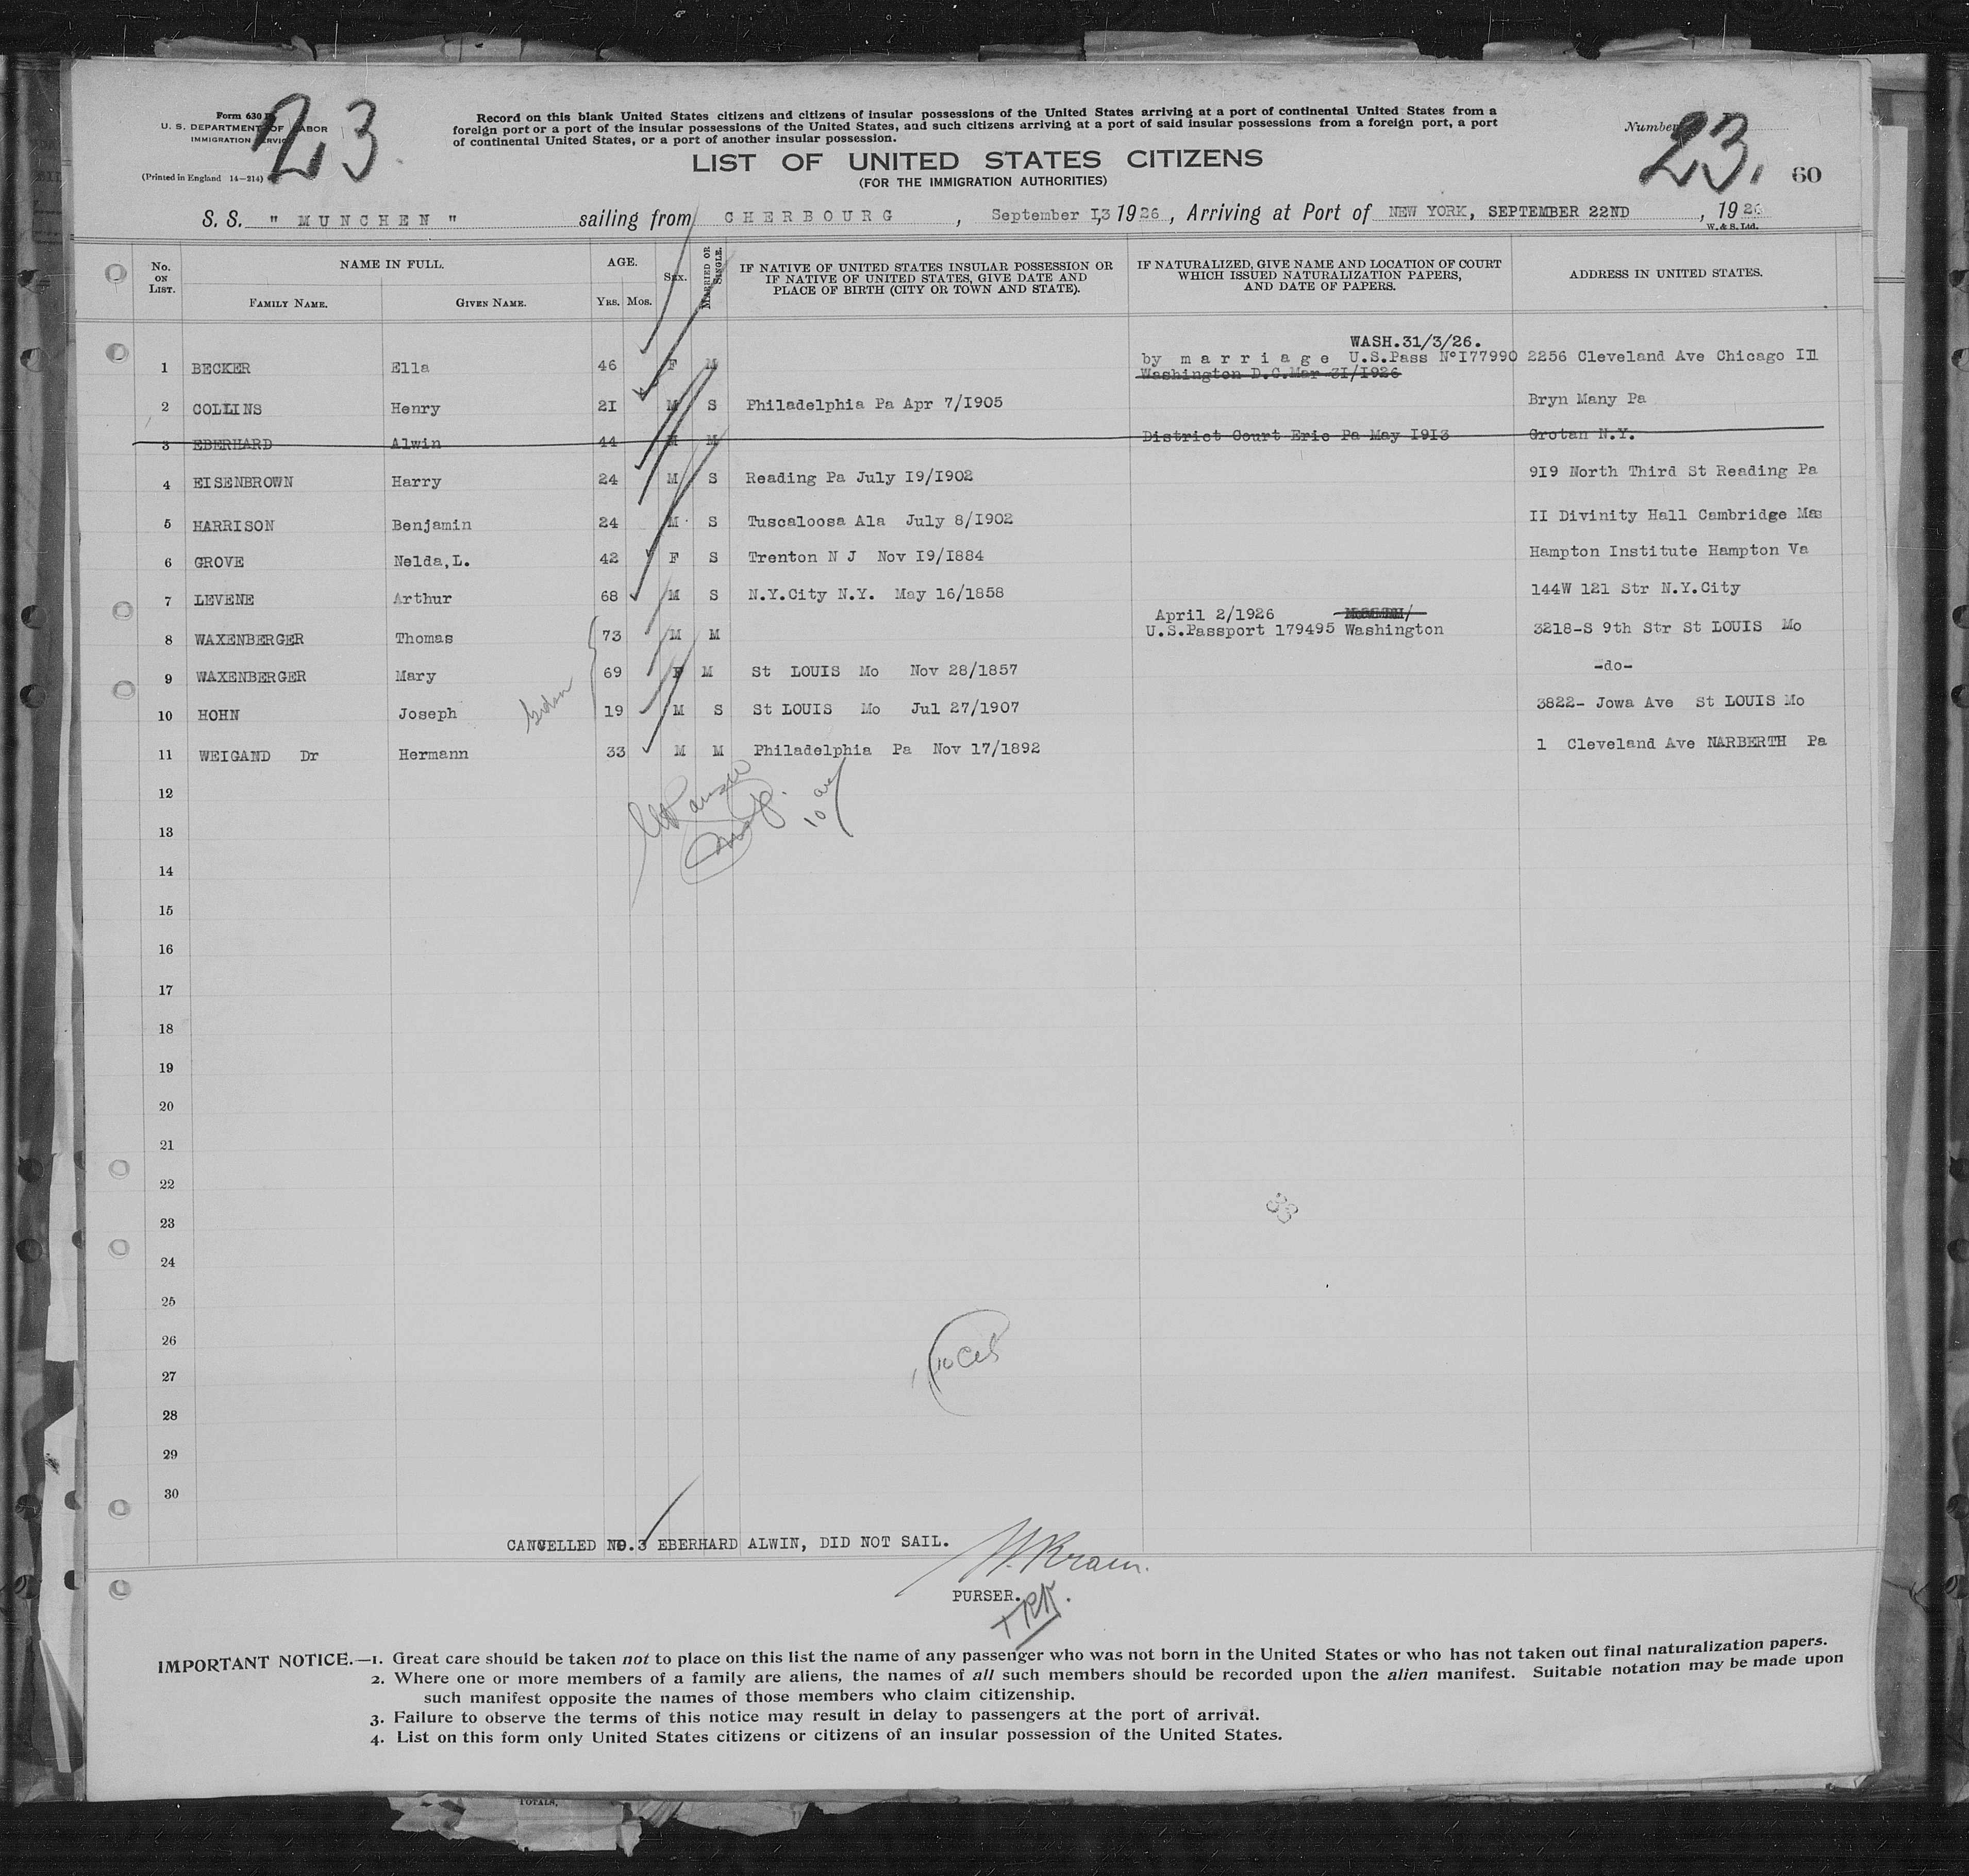 23
23.
Form 630
U. S. DEPARTMENT OF LABOR
IMMIGRATION SERVICE
(Printed in England 14—214)
Record on this blank United States citizens and citizens of insular possessions of the United States arriving at a port of continental United States from a
foreign port or a port of the insular possessions of the United States, and such citizens arriving at a port of said insular possessions from a foreign port, a port
of continental United States, or a port of another insular possession.
LIST OF UNITED STATES CITIZENS
(FOR THE IMMIGRATION AUTHORITIES)
Number
60
S. S. " MUNCHEN " sailing from CHERBOURG , September I,3 1926 , Arriving at Port of NEW YORK, SEPTEMBER 22ND , 1926
W. & S. Ltd.
No. ON LIST. NAME IN FULL. AGE. SEX. MARRIED OR SINGLE. IF NATIVE OF UNITED STATES INSULAR POSSESSION OR IF NATIVE OF UNITED STATES, GIVE DATE AND PLACE OF BIRTH (CITY OR TOWN AND STATE). IF NATURALIZED, GIVE NAME AND LOCATION OF COURT WHICH ISSUED NATURALIZATION PAPERS, AND DATE OF PAPERS. ADDRESS IN UNITED STATES.
FAMILY NAME. GIVEN NAME. YRS. MOS.
WASH.31/3/26.
1 BECKER Ella 46 F M by marriage U.S.Pass N°I77990 2256 Cleveland Ave Chicago Ill
Washington D.C.Mar 3I/I926
2 COLLINS Henry 2I M S Philadelphia Pa Apr 7/I905 Bryn Many Pa
3 EBERHARD Alwin 44 M M District Court Erie Pa May I9I3 Grotan N.Y.
4 EISENBROWN Harry 24 M S Reading Pa July I9/I902 9I9 North Third St Reading Pa
5 HARRISON Benjamin 24 M S Tuscaloosa Ala July 8/I902 II Divinity Hall Cambridge Mas
6 GROVE Nelda,L. 42 F S Trenton N J Nov I9/I884 Hampton Institute Hampton Va
7 LEVENE Arthur 68 M S N.Y.City N.Y. May 16/1858 144W 121 Str N.Y.City
April 2/1926
8 WAXENBERGER Thomas 73 M M U.S.Passport 179495 Washington 3218-S 9th Str St LOUIS Mo
9 WAXENBERGER Mary 69 F M St LOUIS Mo Nov 28/1857 -do-
10 HOHN Joseph 19 M S St LOUIS Mo Jul 27/1907 3822- Jowa Ave St LOUIS Mo
11 WEIGAND Dr Hermann 33 M M Philadelphia Pa Nov 17/1892 1 Cleveland Ave NARBERTH Pa
12
13
14
15
16
17
18
19
20
21
22
23
24
25
26
27
28
29
30
CANCELLED NO.3 EBERHARD ALWIN, DID NOT SAIL.
PURSER.
IMPORTANT NOTICE.—1. Great care should be taken not to place on this list the name of any passenger who was not born in the United States or who has not taken out final naturalization papers.
2. Where one or more members of a family are aliens, the names of all such members should be recorded upon the alien manifest. Suitable notation may be made upon
such manifest opposite the names of those members who claim citizenship.
3. Failure to observe the terms of this notice may result in delay to passengers at the port of arrival.
4. List on this form only United States citizens or citizens of an insular possession of the United States.
TOTALS.